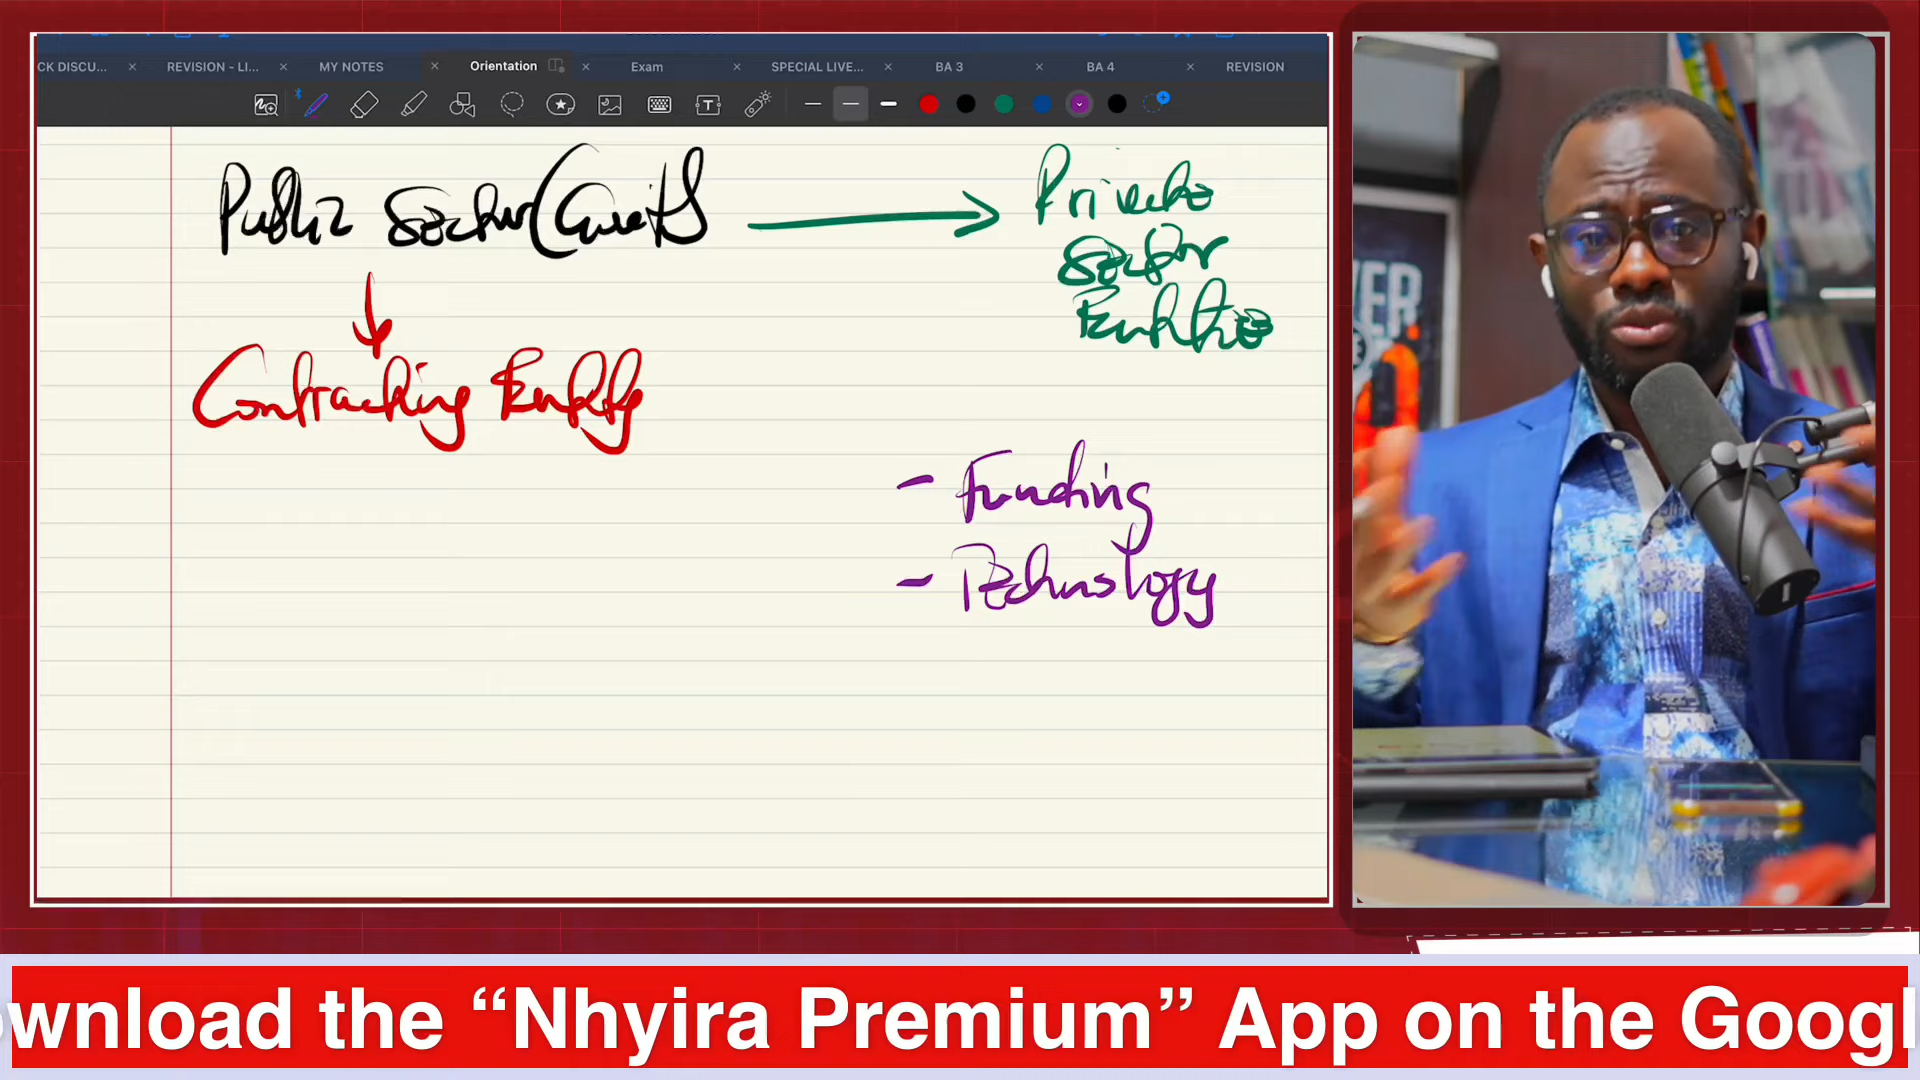 CK DISCU...
REVISION - LI...
MY NOTES
Orientation
Exam
SPECIAL LIVE...
BA 3
BA 4
REVISION
Public Sector (Govt)
Private
Sector
Entities
Contracting Entity
- Funding
- Technology
wnload the “Nhyira Premium” App on the Googl